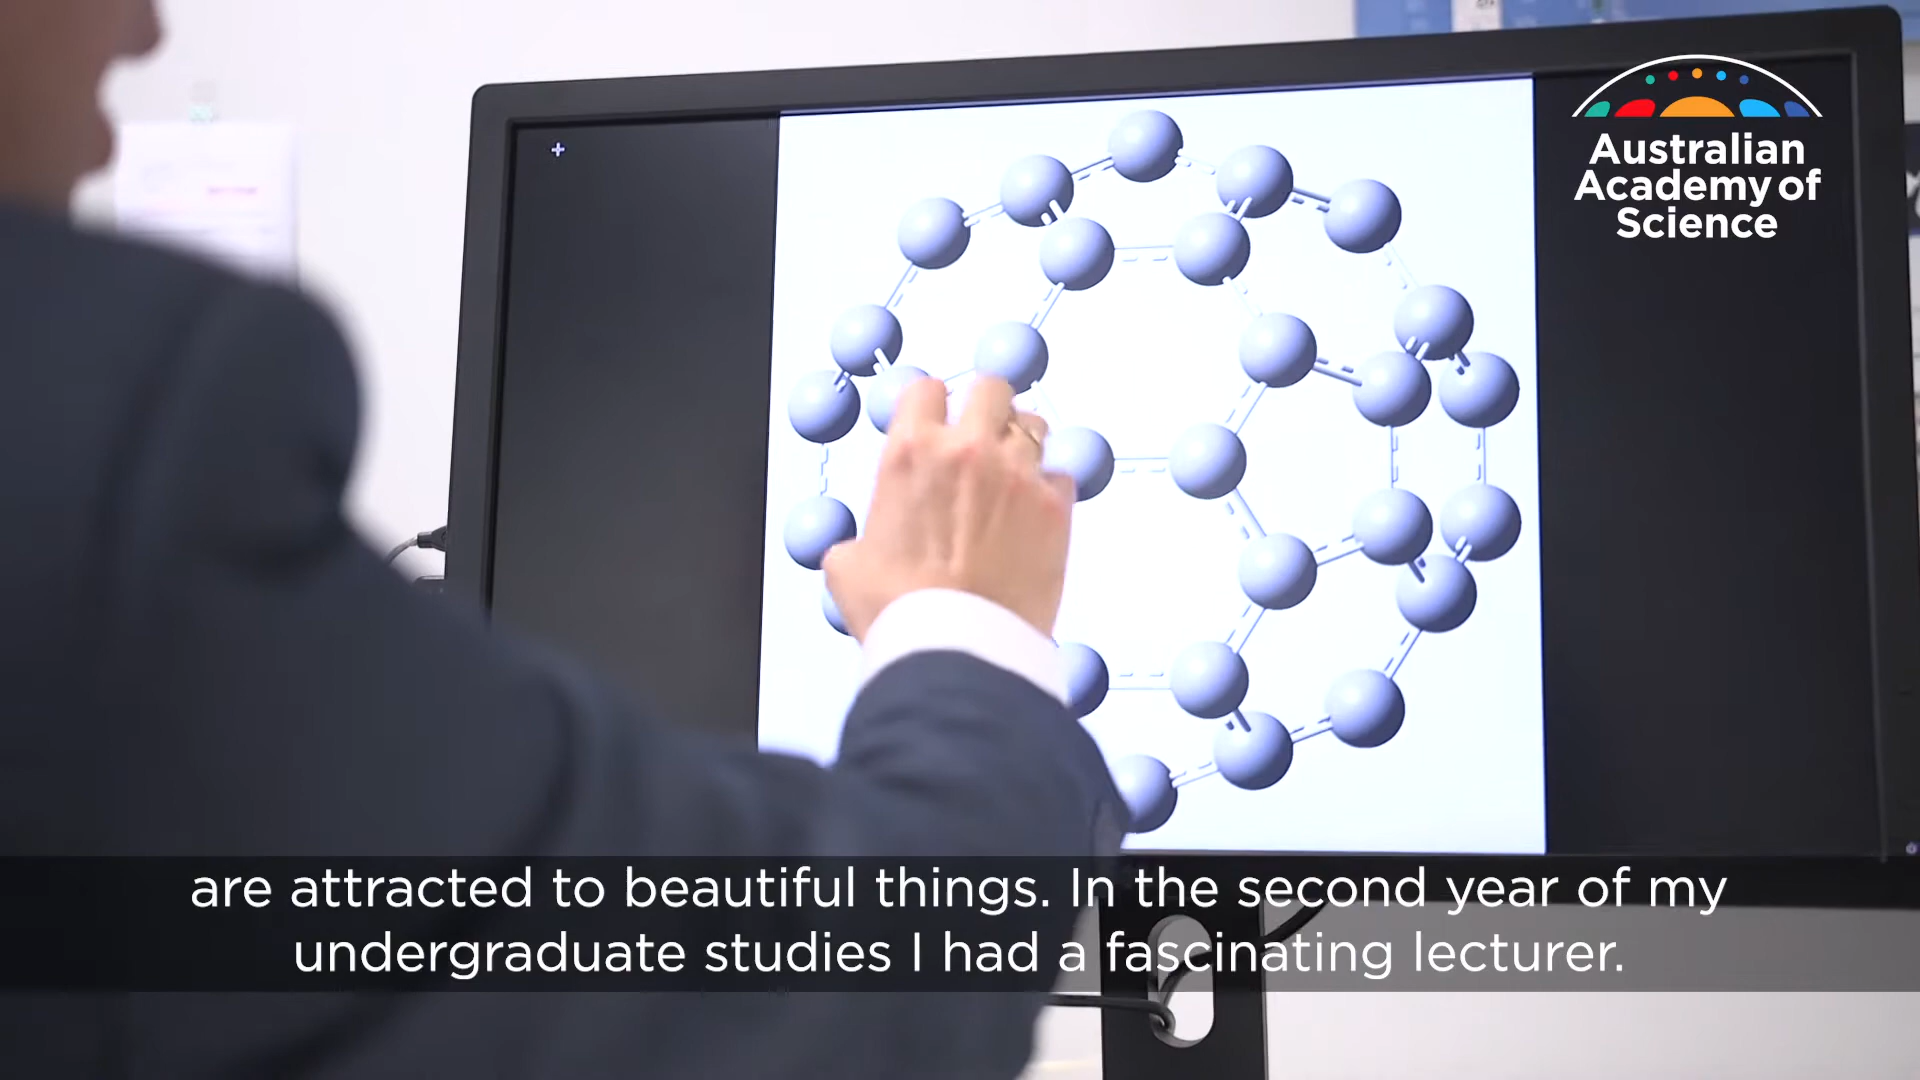 Australian
Academy of
Science
are attracted to beautiful things. In the second year of my
undergraduate studies I had a fascinating lecturer.